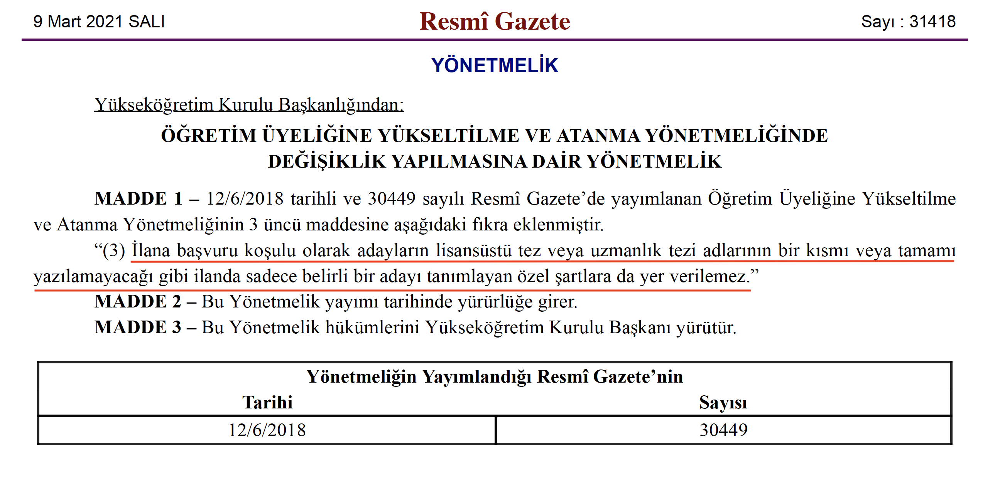 9 Mart 2021 SALI
Resmî Gazete
Sayı : 31418
YÖNETMELİK
Yükseköğretim Kurulu Başkanlığından:
ÖĞRETİM ÜYELİĞİNE YÜKSELTİLME VE ATANMA YÖNETMELİĞİNDE
DEĞİŞİKLİK YAPILMASINA DAİR YÖNETMELİK
MADDE 1 – 12/6/2018 tarihli ve 30449 sayılı Resmî Gazete’de yayımlanan Öğretim Üyeliğine Yükseltilme
ve Atanma Yönetmeliğinin 3 üncü maddesine aşağıdaki fıkra eklenmiştir.
“(3) İlana başvuru koşulu olarak adayların lisansüstü tez veya uzmanlık tezi adlarının bir kısmı veya tamamı
yazılamayacağı gibi ilanda sadece belirli bir adayı tanımlayan özel şartlara da yer verilemez.”
MADDE 2 – Bu Yönetmelik yayımı tarihinde yürürlüğe girer.
MADDE 3 – Bu Yönetmelik hükümlerini Yükseköğretim Kurulu Başkanı yürütür.
Yönetmeliğin Yayımlandığı Resmî Gazete’nin
Tarihi
Sayısı
12/6/2018
30449